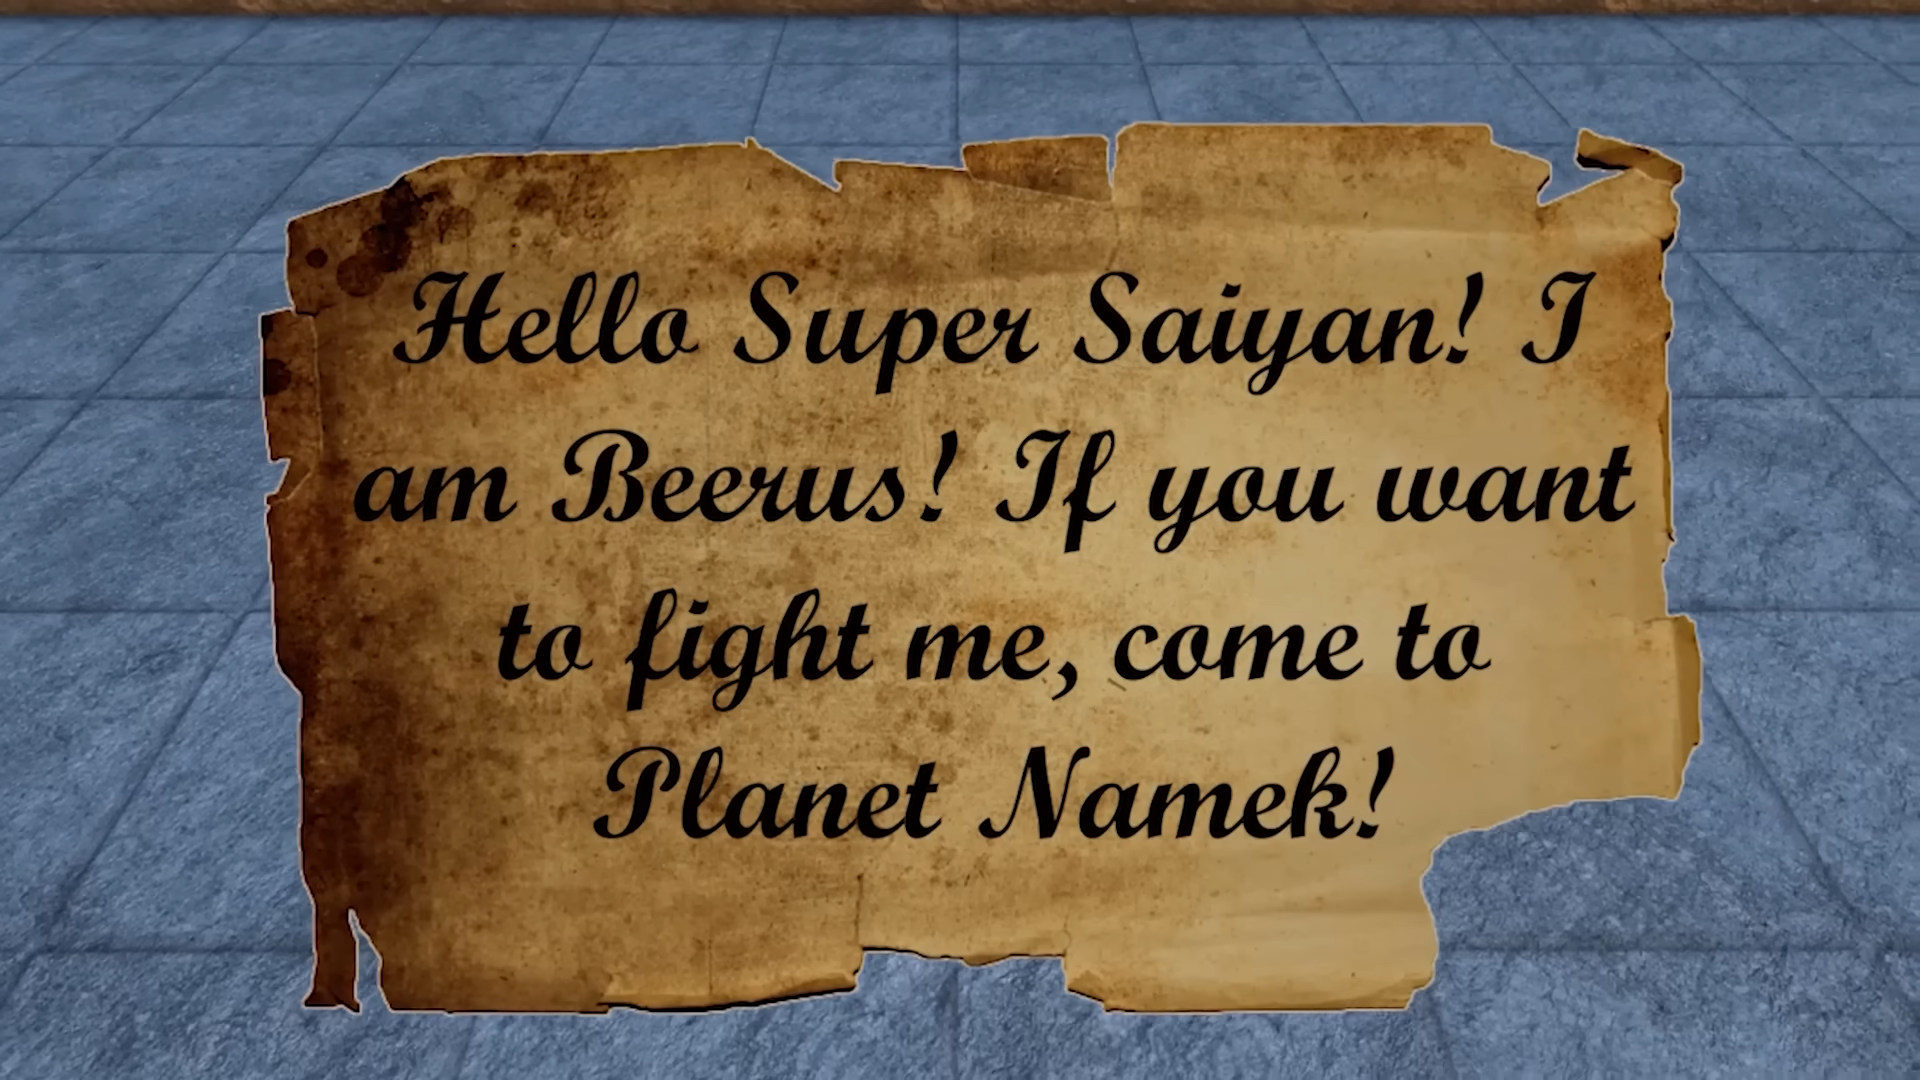 Hello Super Saiyan! I
am Beerus! If you want
to fight me, come to
Planet Namek!